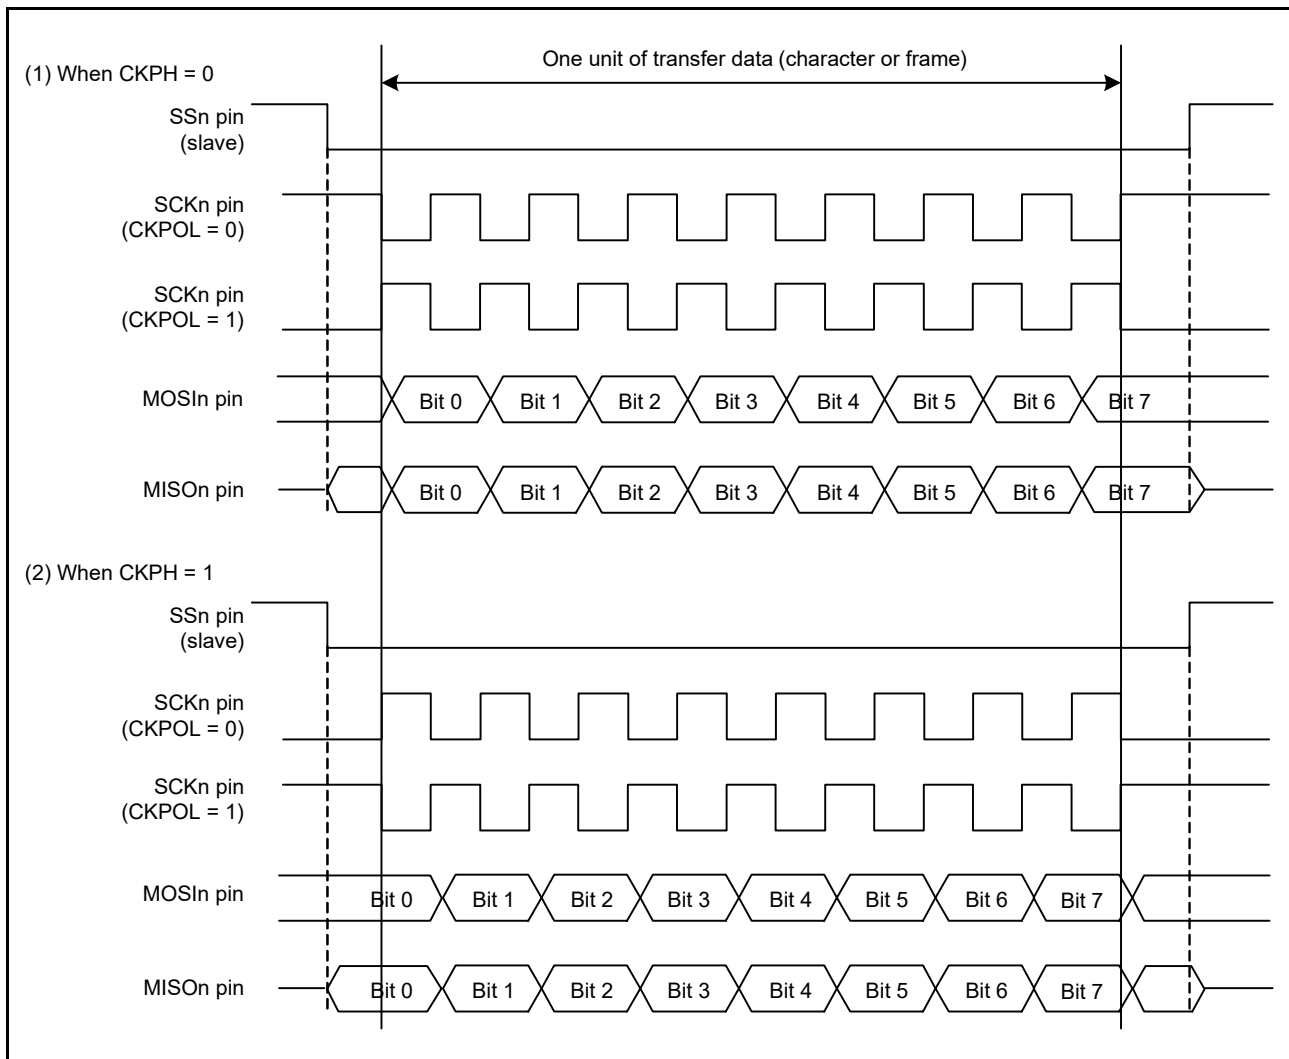 One unit of transfer data (character or frame)
(1) When CKPH = 0
SSn pin
(slave)
SCKn pin
(CKPOL = 0)
SCKn pin
(CKPOL = 1)
MOSIn pin Bit 0 Bit 1 Bit 2 Bit 3 Bit 4 Bit 5 Bit 6 Bit 7
MISOn pin Bit 0 Bit 1 Bit 2 Bit 3 Bit 4 Bit 5 Bit 6 Bit 7
(2) When CKPH = 1
SSn pin
(slave)
SCKn pin
(CKPOL = 0)
SCKn pin
(CKPOL = 1)
MOSIn pin Bit 0 Bit 1 Bit 2 Bit 3 Bit 4 Bit 5 Bit 6 Bit 7
MISOn pin Bit 0 Bit 1 Bit 2 Bit 3 Bit 4 Bit 5 Bit 6 Bit 7